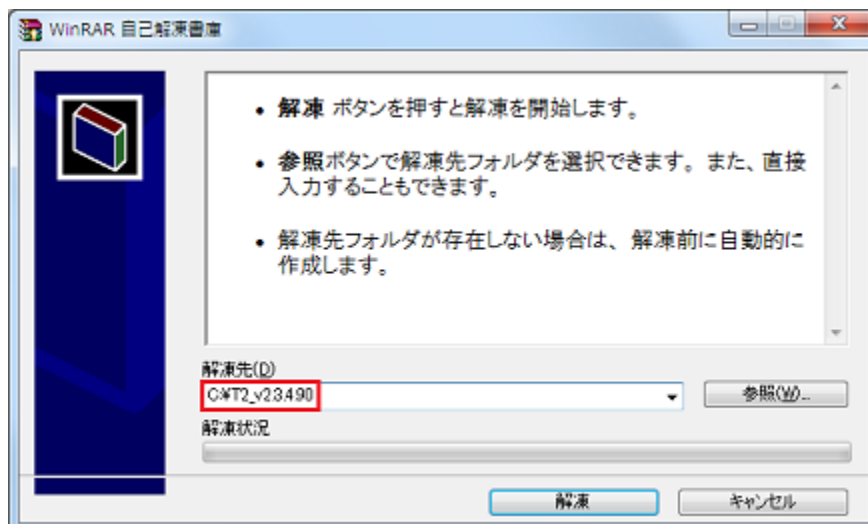 WinRAR 自己解凍書庫
• 解凍 ボタンを押すと解凍を開始します。
• 参照ボタンで解凍先フォルダを選択できます。また、直接
入力することもできます。
• 解凍先フォルダが存在しない場合は、解凍前に自動的に
作成します。
解凍先(D)
C:¥T2_v2.3.4.90
参照(W)...
解凍状況
解凍
キャンセル